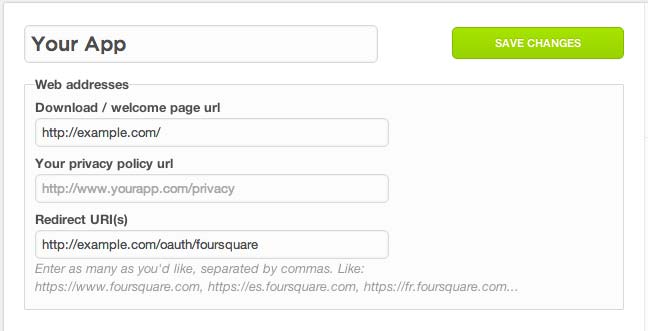 Your App
SAVE CHANGES
Web addresses
Download / welcome page url
http://example.com/
Your privacy policy url
http://www.yourapp.com/privacy
Redirect URI(s)
http://example.com/oauth/foursquare
Enter as many as you'd like, separated by commas. Like:
https://www.foursquare.com, https://es.foursquare.com, https://fr.foursquare.com...